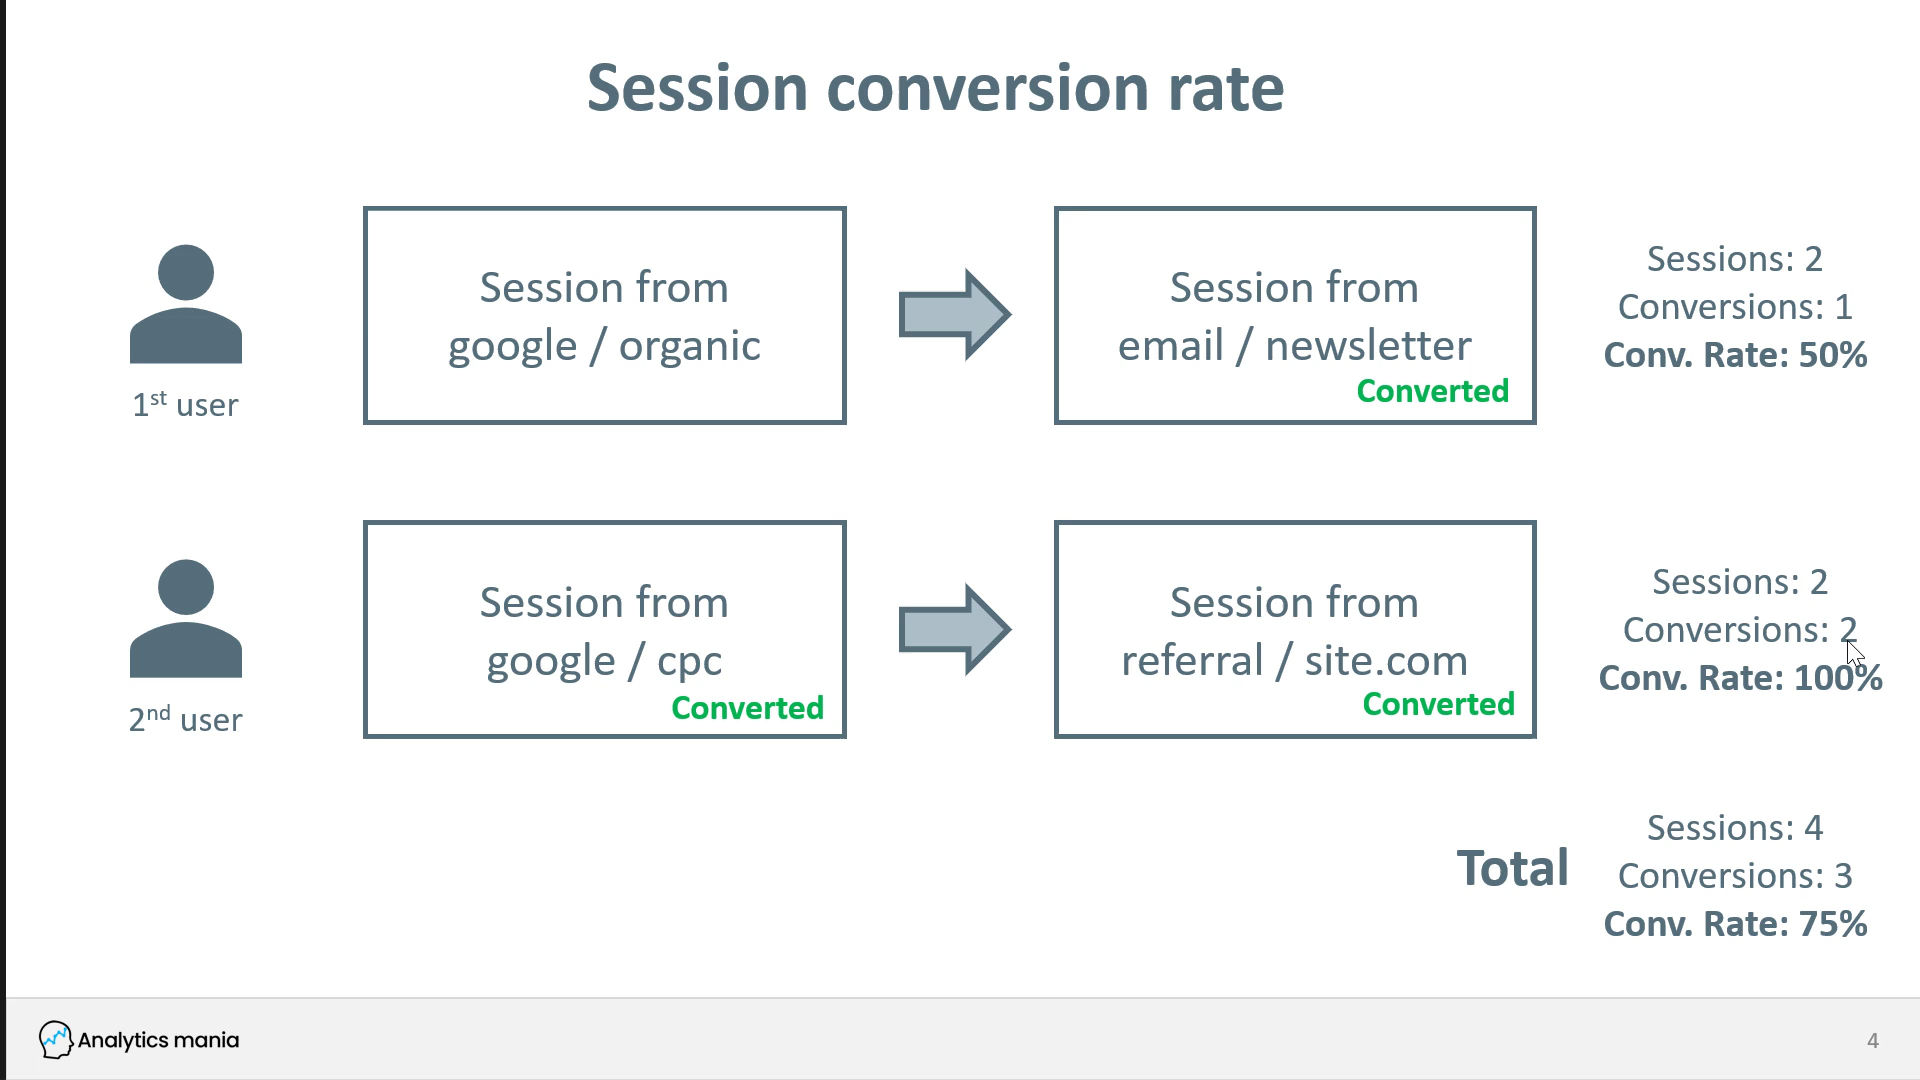 Session conversion rate
1st user
Session from
google / organic
Session from
email / newsletter
Converted
Sessions: 2
Conversions: 1
Conv. Rate: 50%
2nd user
Session from
google / cpc
Converted
Session from
referral / site.com
Converted
Sessions: 2
Conversions: 2
Conv. Rate: 100%
Total
Sessions: 4
Conversions: 3
Conv. Rate: 75%
Analytics mania
4